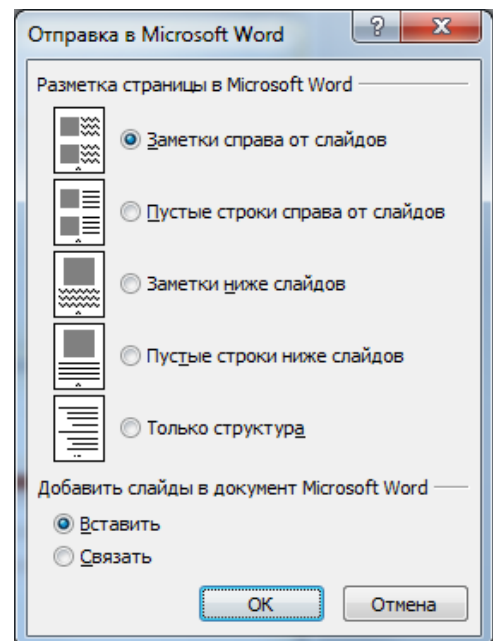 Отправка в Microsoft Word
Разметка страницы в Microsoft Word
Заметки справа от слайдов
Пустые строки справа от слайдов
Заметки ниже слайдов
Пустые строки ниже слайдов
Только структура
Добавить слайды в документ Microsoft Word
Вставить
Связать
ОК
Отмена